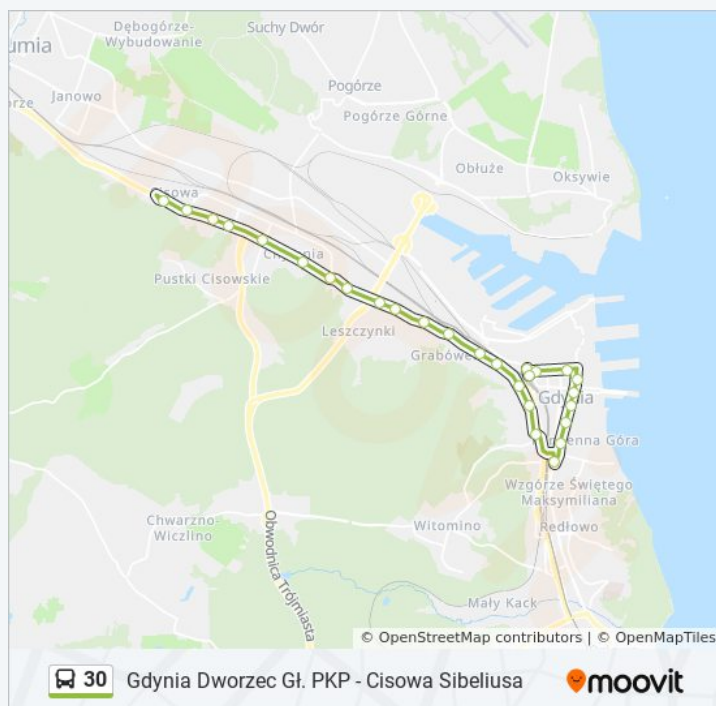 Dębogórze-
Wybudowanie
Suchy Dwór
umia
Janowo
Pogórze
orze
Pogórze Górne
Obłuże
Oksywie
Cisowa
Chylonia
Pustki Cisowskie
Leszczynki
Grabówek
Gdynia
Kamienna Góra
Wzgórze Świętego
Maksymiliana
Redłowo
Chwarzno-
Wiczlino
Witomino
Obwodnica Trójmiasta
Mały Kack
© OpenStreetMap contributors | © OpenMapTiles
30 Gdynia Dworzec Gł. PKP - Cisowa Sibeliusa
moovit